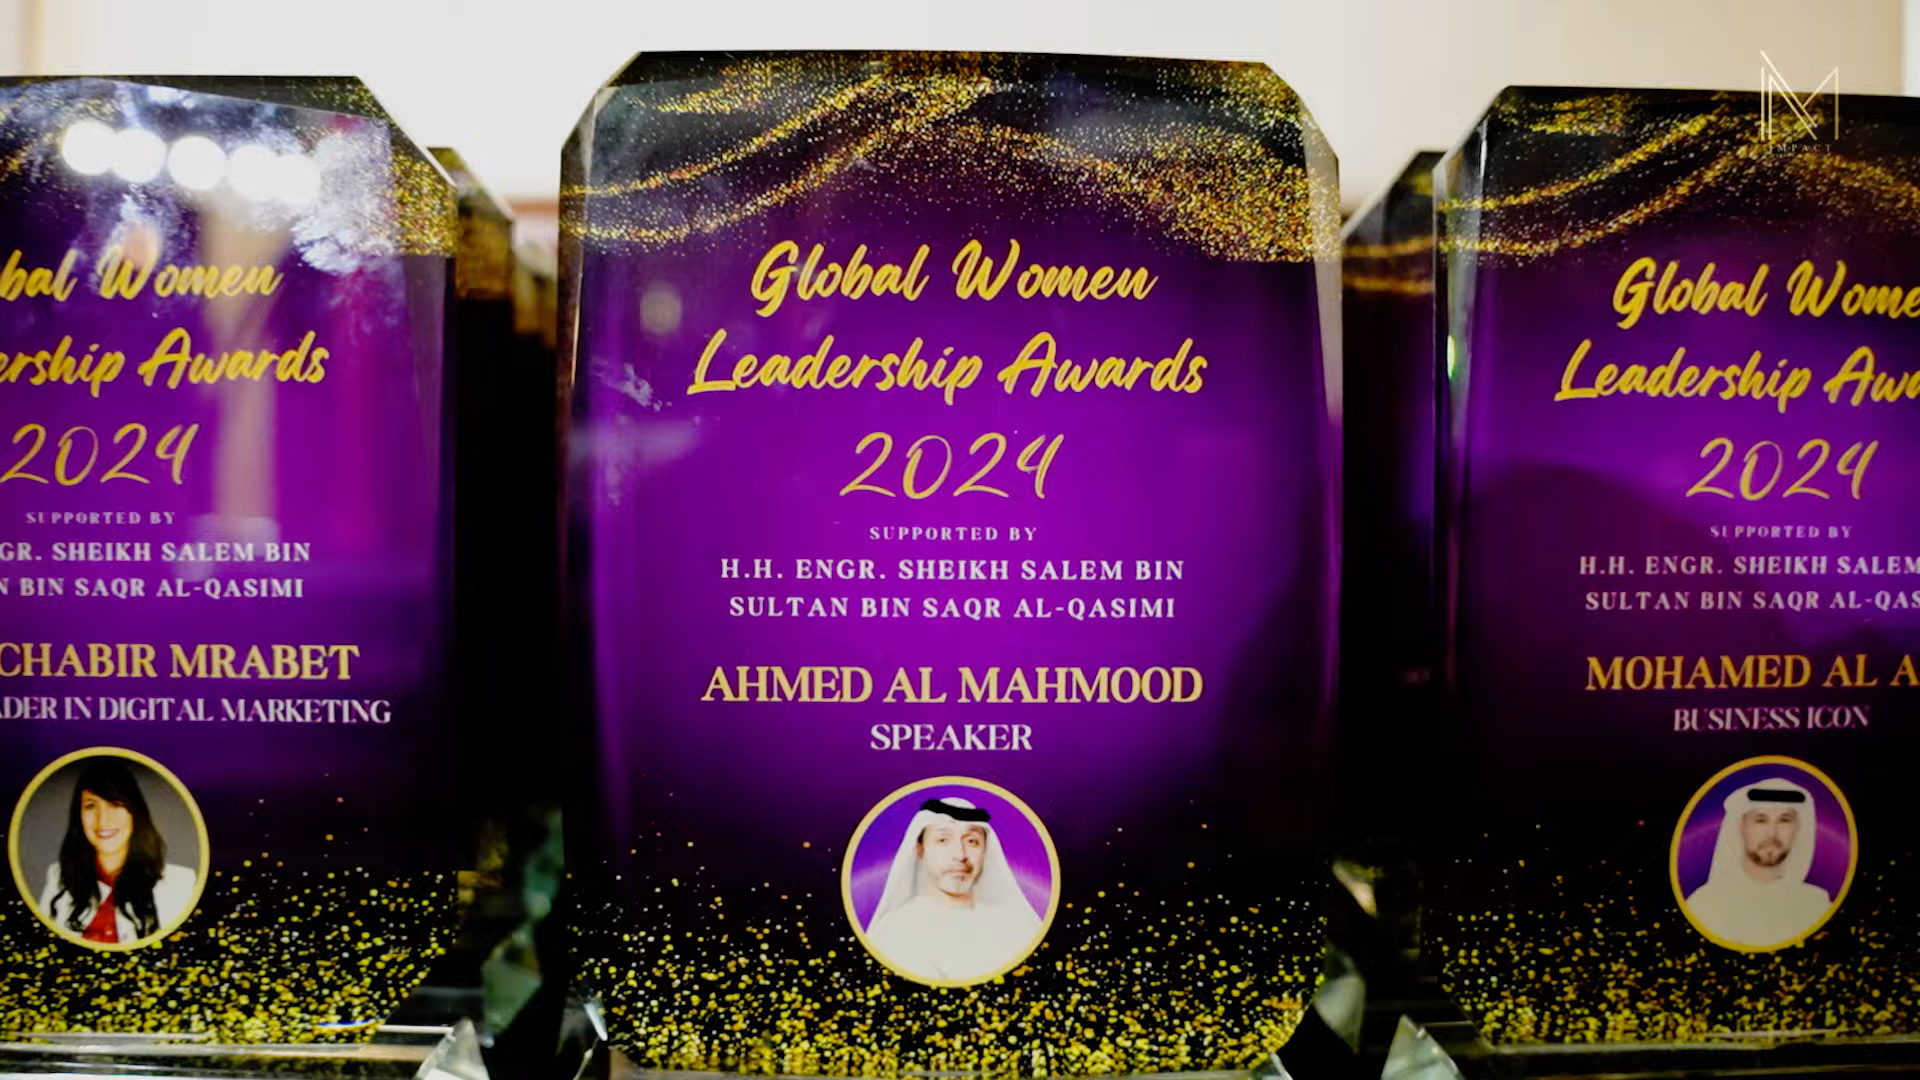 bal Women
ership Awards
2024
SUPPORTED BY
GR. SHEIKH SALEM BIN
N BIN SAQR AL-QASIMI
CHABIR MRABET
ADER IN DIGITAL MARKETING
Global Women
Leadership Awards
2024
SUPPORTED BY
H.H. ENGR. SHEIKH SALEM BIN
SULTAN BIN SAQR AL-QASIMI
AHMED AL MAHMOOD
SPEAKER
Global Wome
Leadership Awa
2024
SUPPORTED BY
H.H. ENGR. SHEIKH SALEM
SULTAN BIN SAQR AL-QAS
MOHAMED AL A
BUSINESS ICON
IMPACT